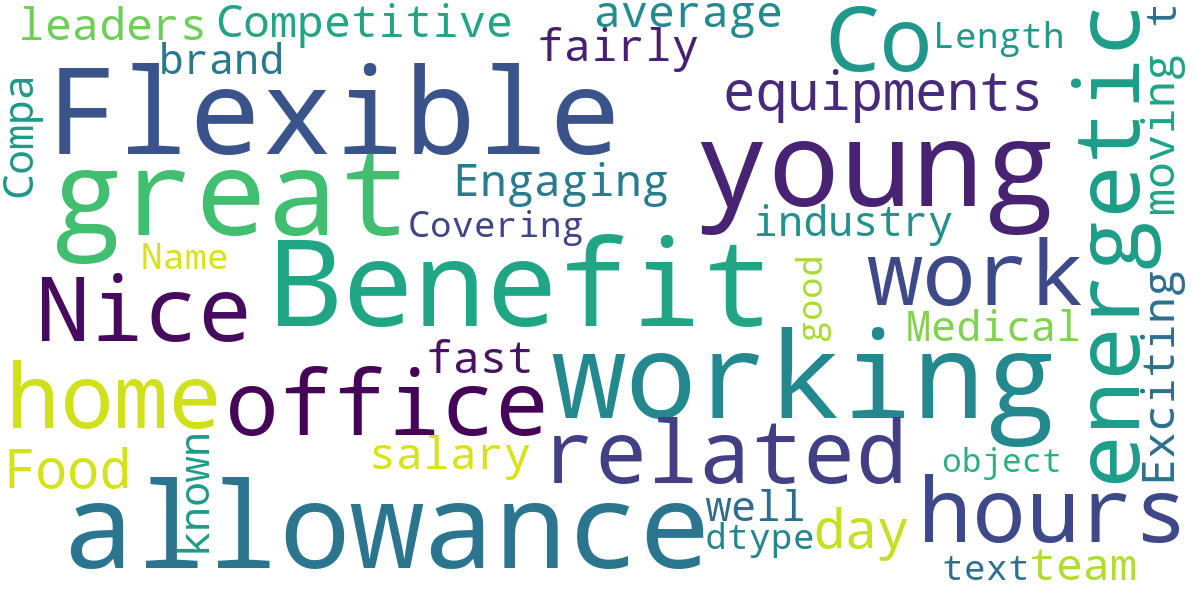 leaders
Competitive
average
Co
Length
t
brand
fairly
Flexible
equipments
energetic
moving
Compa
great
Engaging
young
Covering
industry
Name
Benefit
good
work
Nice
Medical
Exciting
home
office
fast
working
related
Food
known
salary
object
allowance
well
dtype
day
hours
text
team